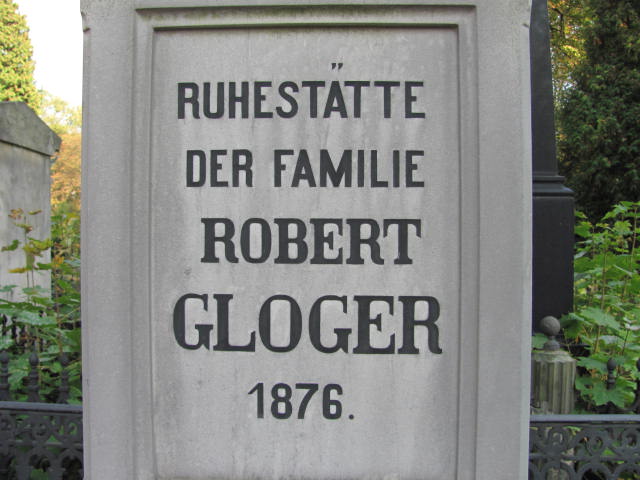 RUHESTÄTTE
DER FAMILIE
ROBERT
GLOGER
1876.